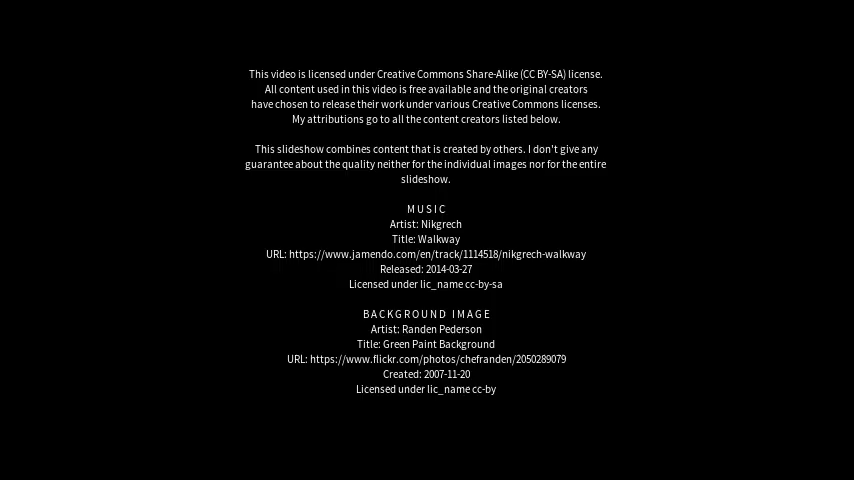 This video is licensed under Creative Commons Share-Alike (CC BY-SA) license.
All content used in this video is free available and the original creators
have chosen to release their work under various Creative Commons licenses.
My attributions go to all the content creators listed below.
This slideshow combines content that is created by others. I don't give any
guarantee about the quality neither for the individual images nor for the entire
slideshow.
MUSIC
Artist: Nikgrech
Title: Walkway
URL: https://www.jamendo.com/en/track/1114518/nikgrech-walkway
Released: 2014-03-27
Licensed under lic_name cc-by-sa
BACKGROUND IMAGE
Artist: Randen Pederson
Title: Green Paint Background
URL: https://www.flickr.com/photos/chefranden/2050289079
Created: 2007-11-20
Licensed under lic_name cc-by